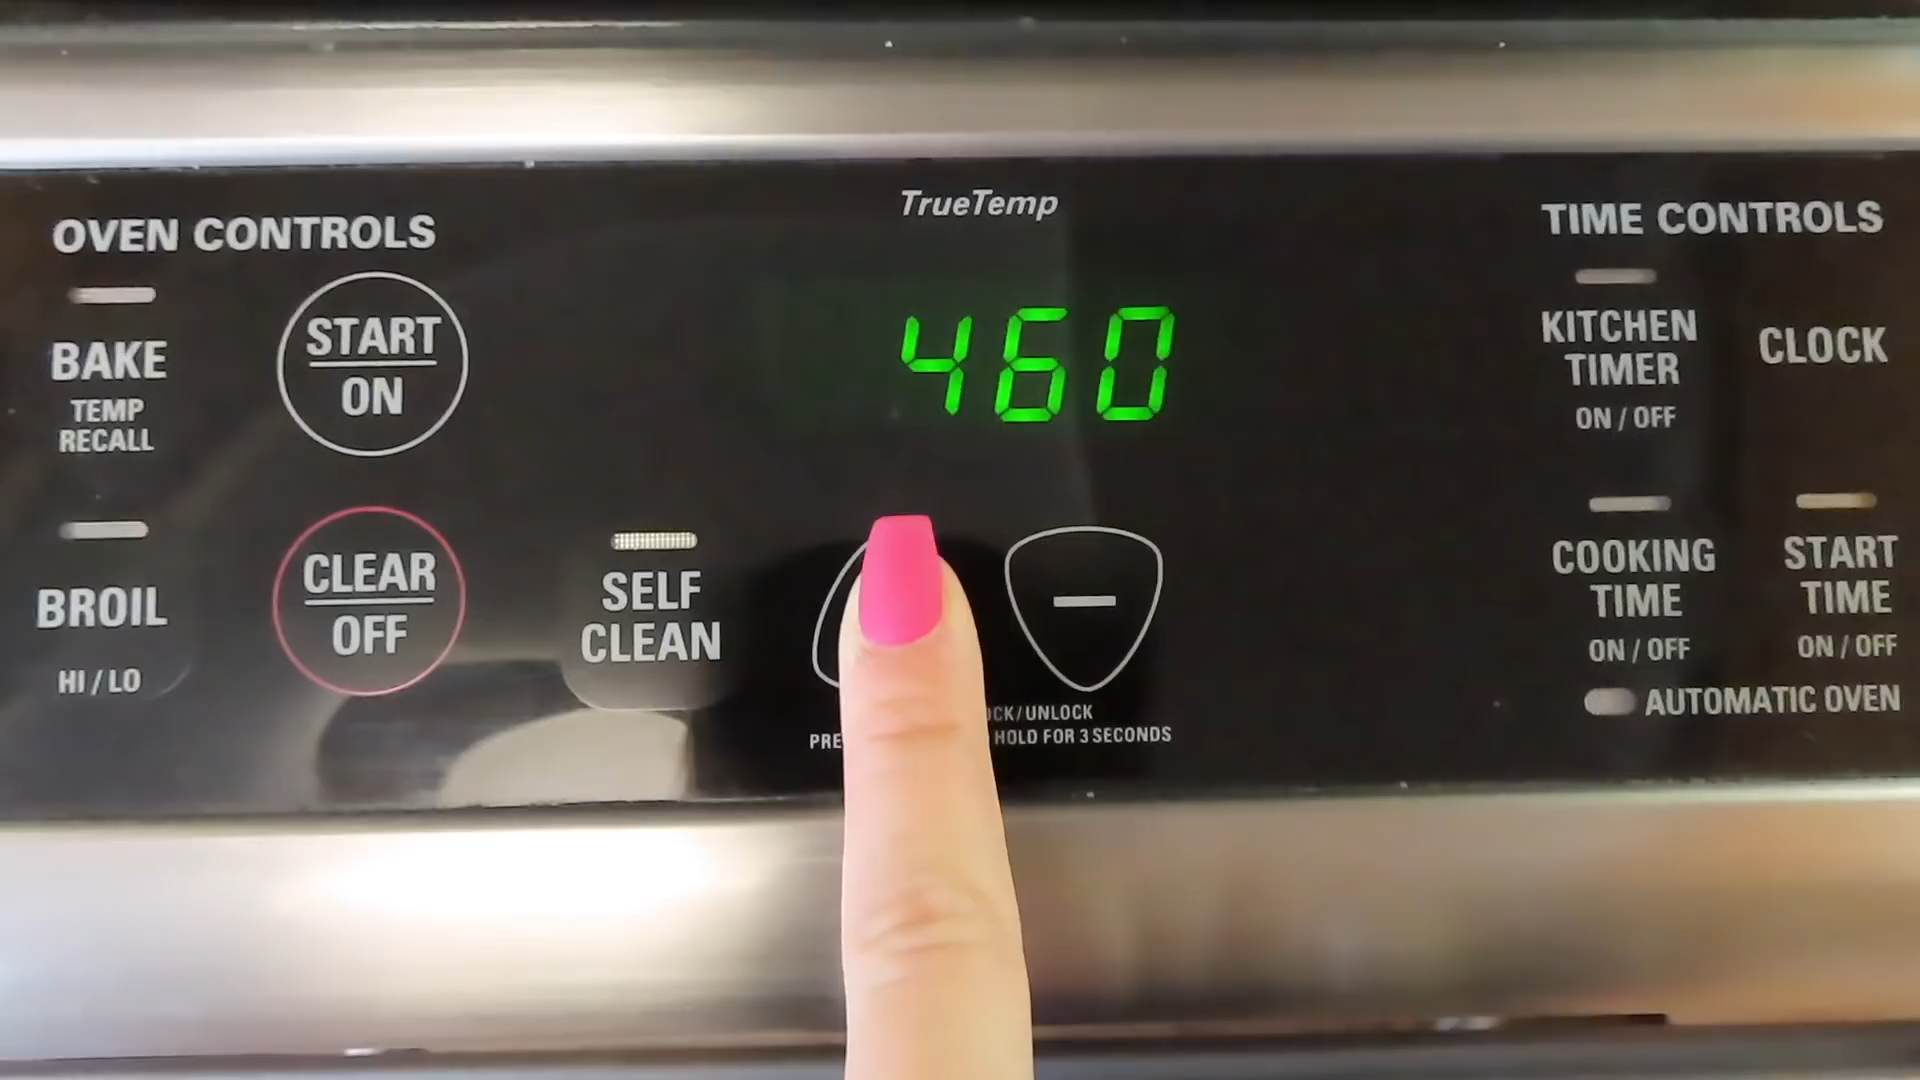 TrueTemp
OVEN CONTROLS
BAKE
TEMP
RECALL
START
ON
BROIL
HI / LO
CLEAR
OFF
SELF
CLEAN
460
HOLD FOR 3 SECONDS
TIME CONTROLS
KITCHEN
TIMER
ON / OFF
CLOCK
COOKING
TIME
ON / OFF
START
TIME
ON / OFF
AUTOMATIC OVEN